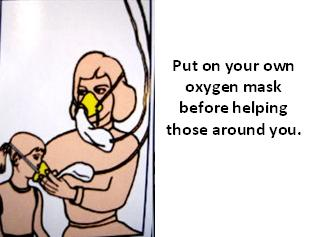 Put on your own
oxygen mask
before helping
those around you.